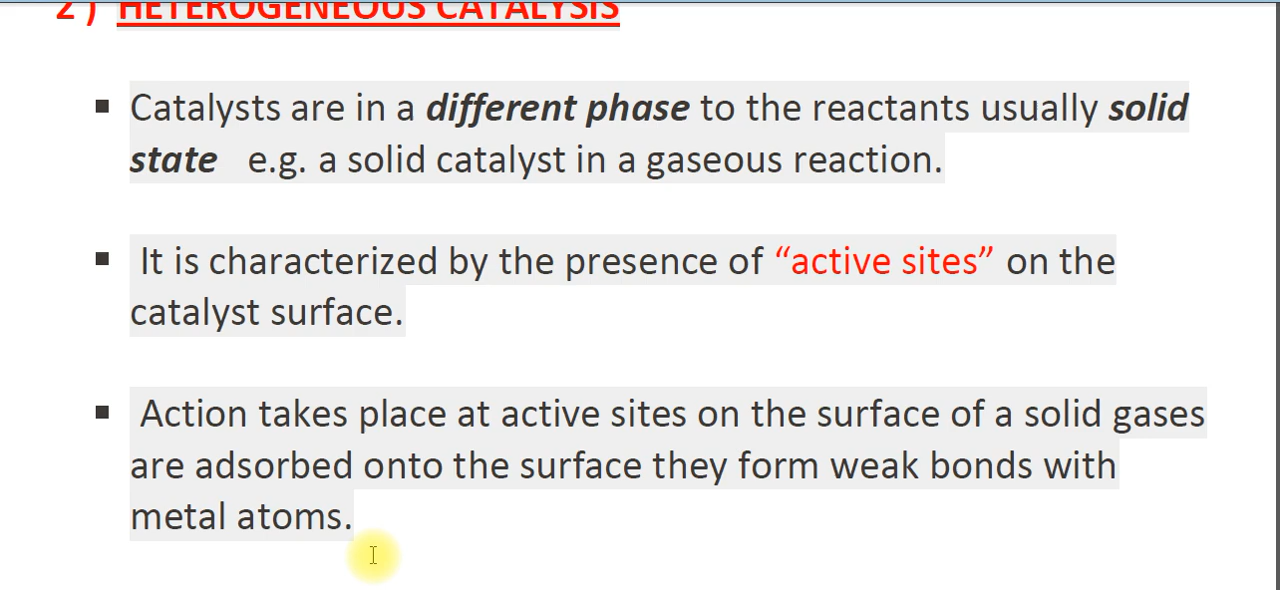 2 ) HETEROGENEOUS CATALYSIS
▪ Catalysts are in a different phase to the reactants usually solid
state e.g. a solid catalyst in a gaseous reaction.
▪ It is characterized by the presence of “active sites” on the
catalyst surface.
▪ Action takes place at active sites on the surface of a solid gases
are adsorbed onto the surface they form weak bonds with
metal atoms.